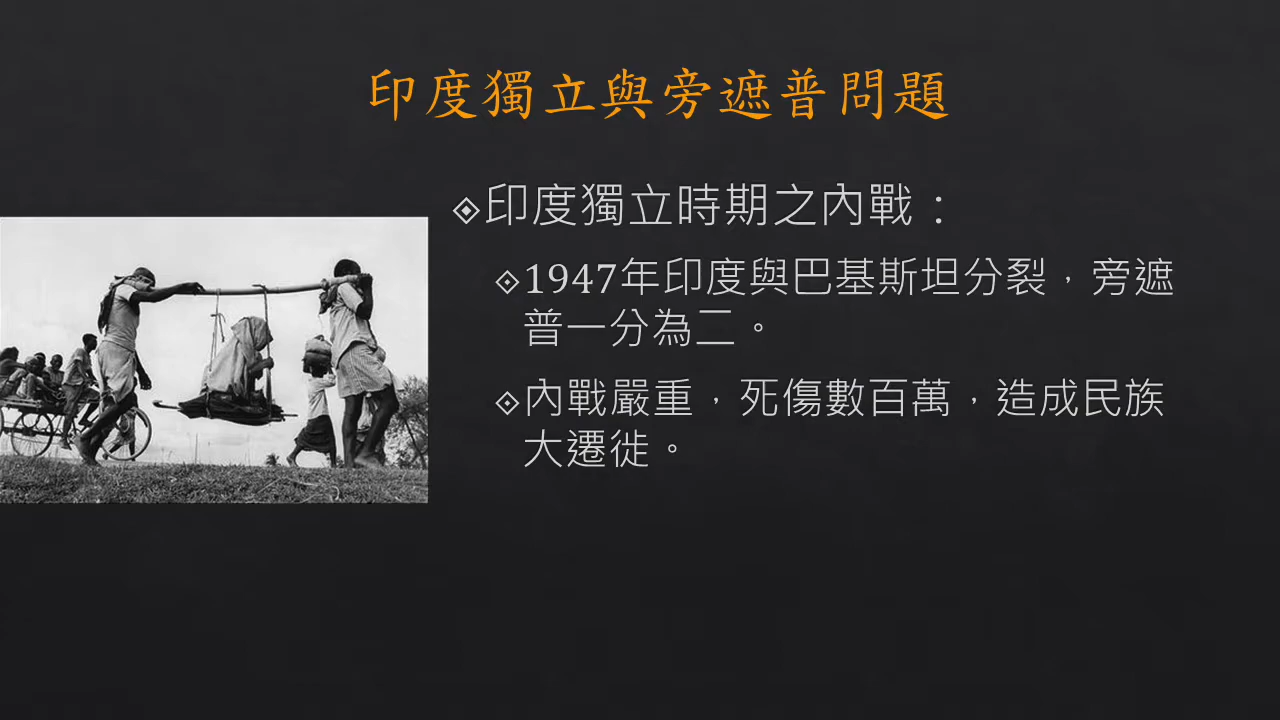 印度獨立與旁遮普問題
印度獨立時期之內戰：
1947年印度與巴基斯坦分裂，旁遮
普一分為二。
內戰嚴重，死傷數百萬，造成民族
大遷徙。